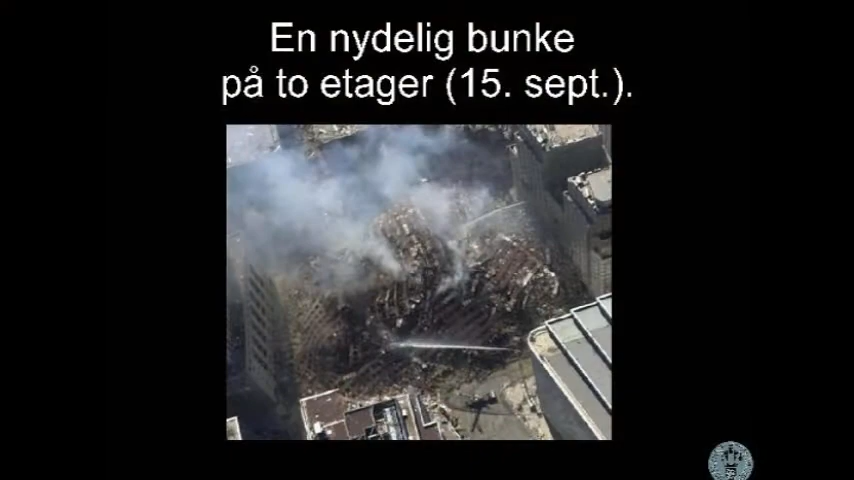 En nydelig bunke
på to etager (15. sept.).